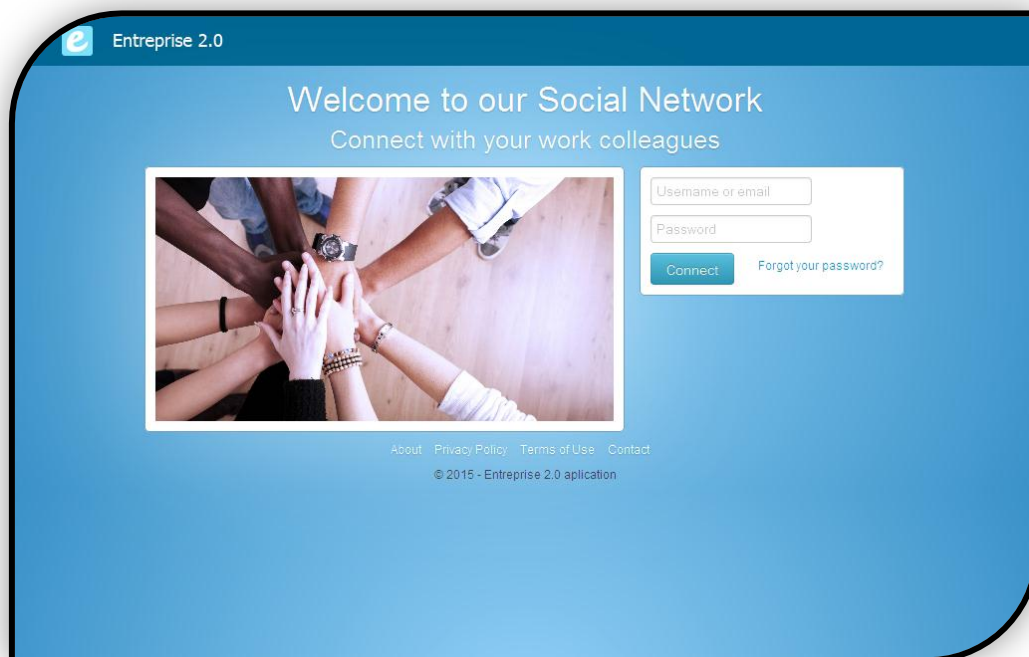 e Entreprise 2.0
Welcome to our Social Network
Connect with your work colleagues
Username or email
Password
Connect Forgot your password?
About Privacy Policy Terms of Use Contact
© 2015 - Entreprise 2.0 aplication